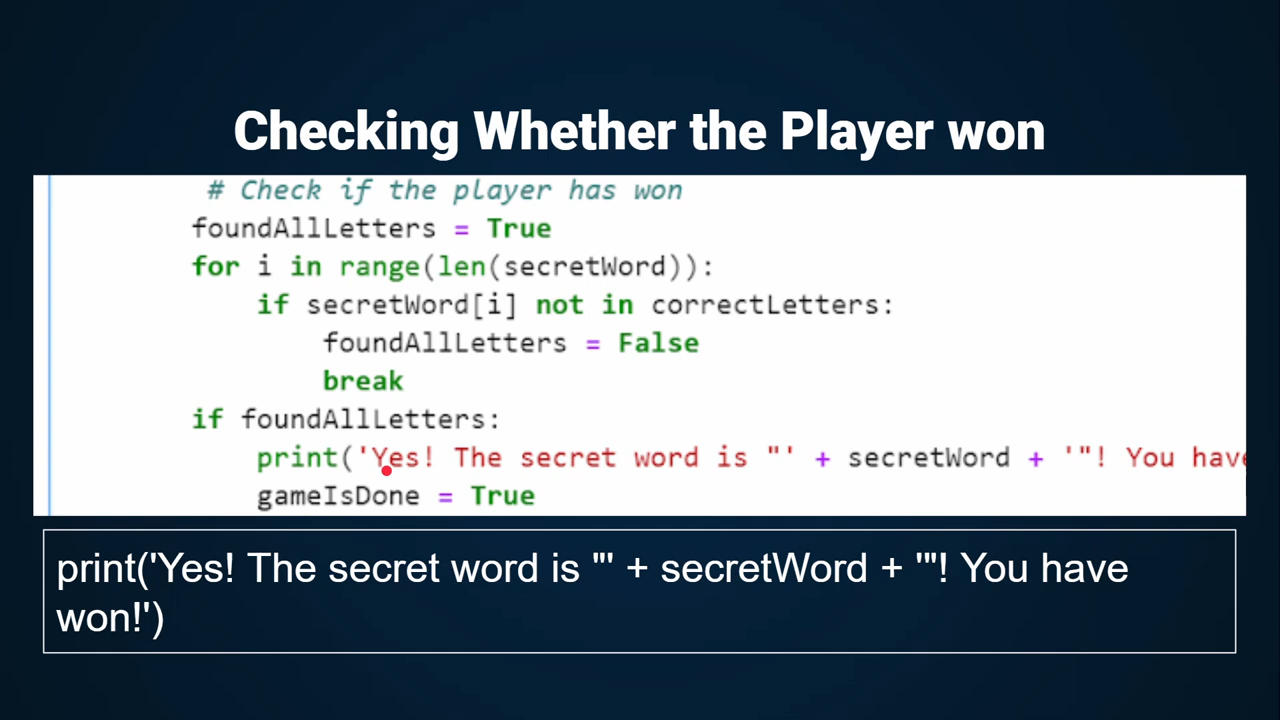 Checking Whether the Player won
# Check if the player has won
foundAllLetters = True
for i in range(len(secretWord)):
if secretWord[i] not in correctLetters:
foundAllLetters = False
break
if foundAllLetters:
print('Yes! The secret word is "' + secretWord + '"! You have
gameIsDone = True
print('Yes! The secret word is "' + secretWord + '"! You have
won!')